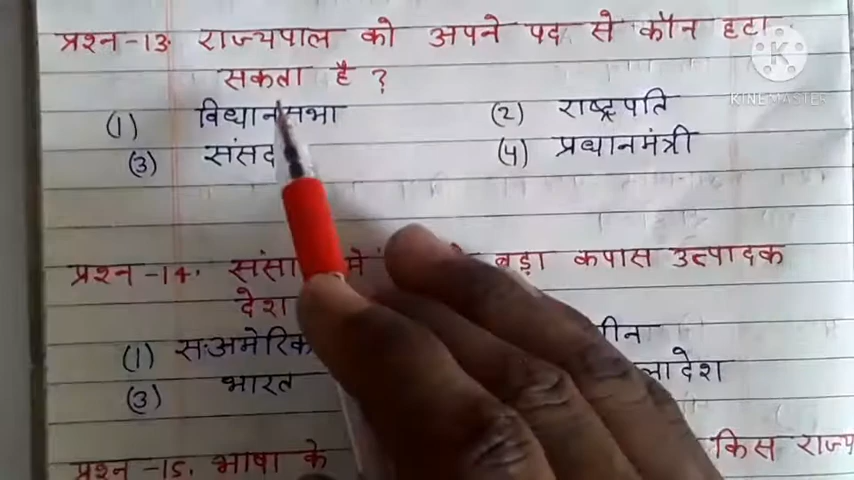 प्रश्न-13. राज्यपाल को अपने पद से कौन हटा
सकता है ?
(1) विधानसभा (2) राष्ट्रपति
(3) संसद (4) प्रधानमंत्री
प्रश्न-14. में बड़ा कपास उत्पादक
देश
(1) सं.अमेरिका
(3) भारत
प्रश्न-15. भाषा के किस राज्य
KINEMASTER